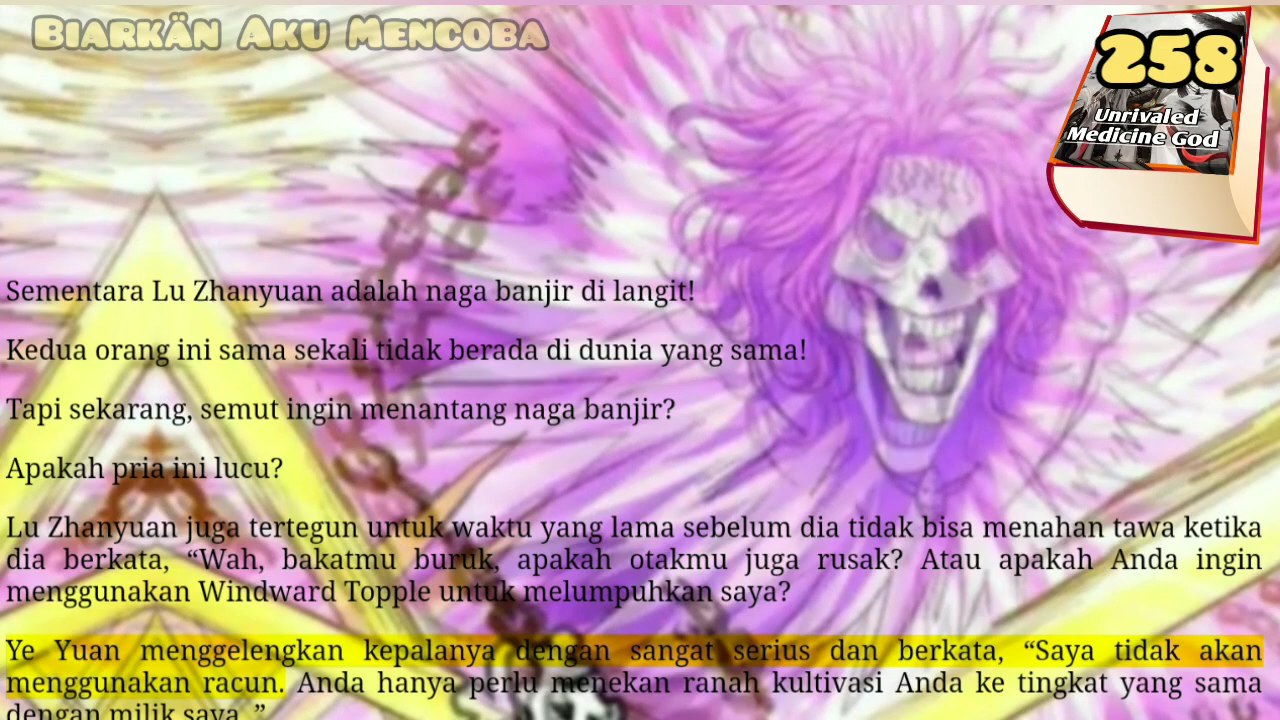 Biarkän Aku Mencoba
258
Unrivaled
Medicine God
Sementara Lu Zhanyuan adalah naga banjir di langit!
Kedua orang ini sama sekali tidak berada di dunia yang sama!
Tapi sekarang, semut ingin menantang naga banjir?
Apakah pria ini lucu?
Lu Zhanyuan juga tertegun untuk waktu yang lama sebelum dia tidak bisa menahan tawa ketika
dia berkata, “Wah, bakatmu buruk, apakah otakmu juga rusak? Atau apakah Anda ingin
menggunakan Windward Topple untuk melumpuhkan saya?
Ye Yuan menggelengkan kepalanya dengan sangat serius dan berkata, “Saya tidak akan
menggunakan racun. Anda hanya perlu menekan ranah kultivasi Anda ke tingkat yang sama
dengan milik saya. ”